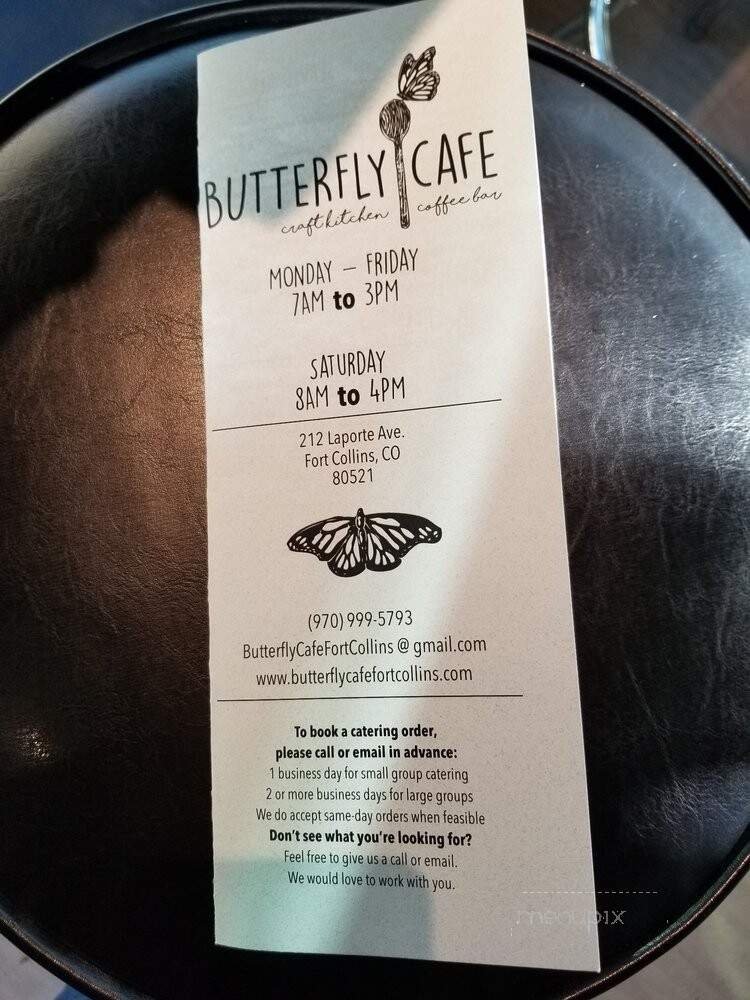 BUTTERFLY CAFE
craft kitchen coffee bar
MONDAY – FRIDAY
7AM to 3PM
SATURDAY
8AM to 4PM
212 Laporte Ave.
Fort Collins, CO
80521
(970) 999-5793
ButterflyCafeFortCollins @ gmail.com
www.butterflycafefortcollins.com
To book a catering order,
please call or email in advance:
1 business day for small group catering
2 or more business days for large groups
We do accept same-day orders when feasible
Don't see what you're looking for?
Feel free to give us a call or email.
We would love to work with you.
menupix